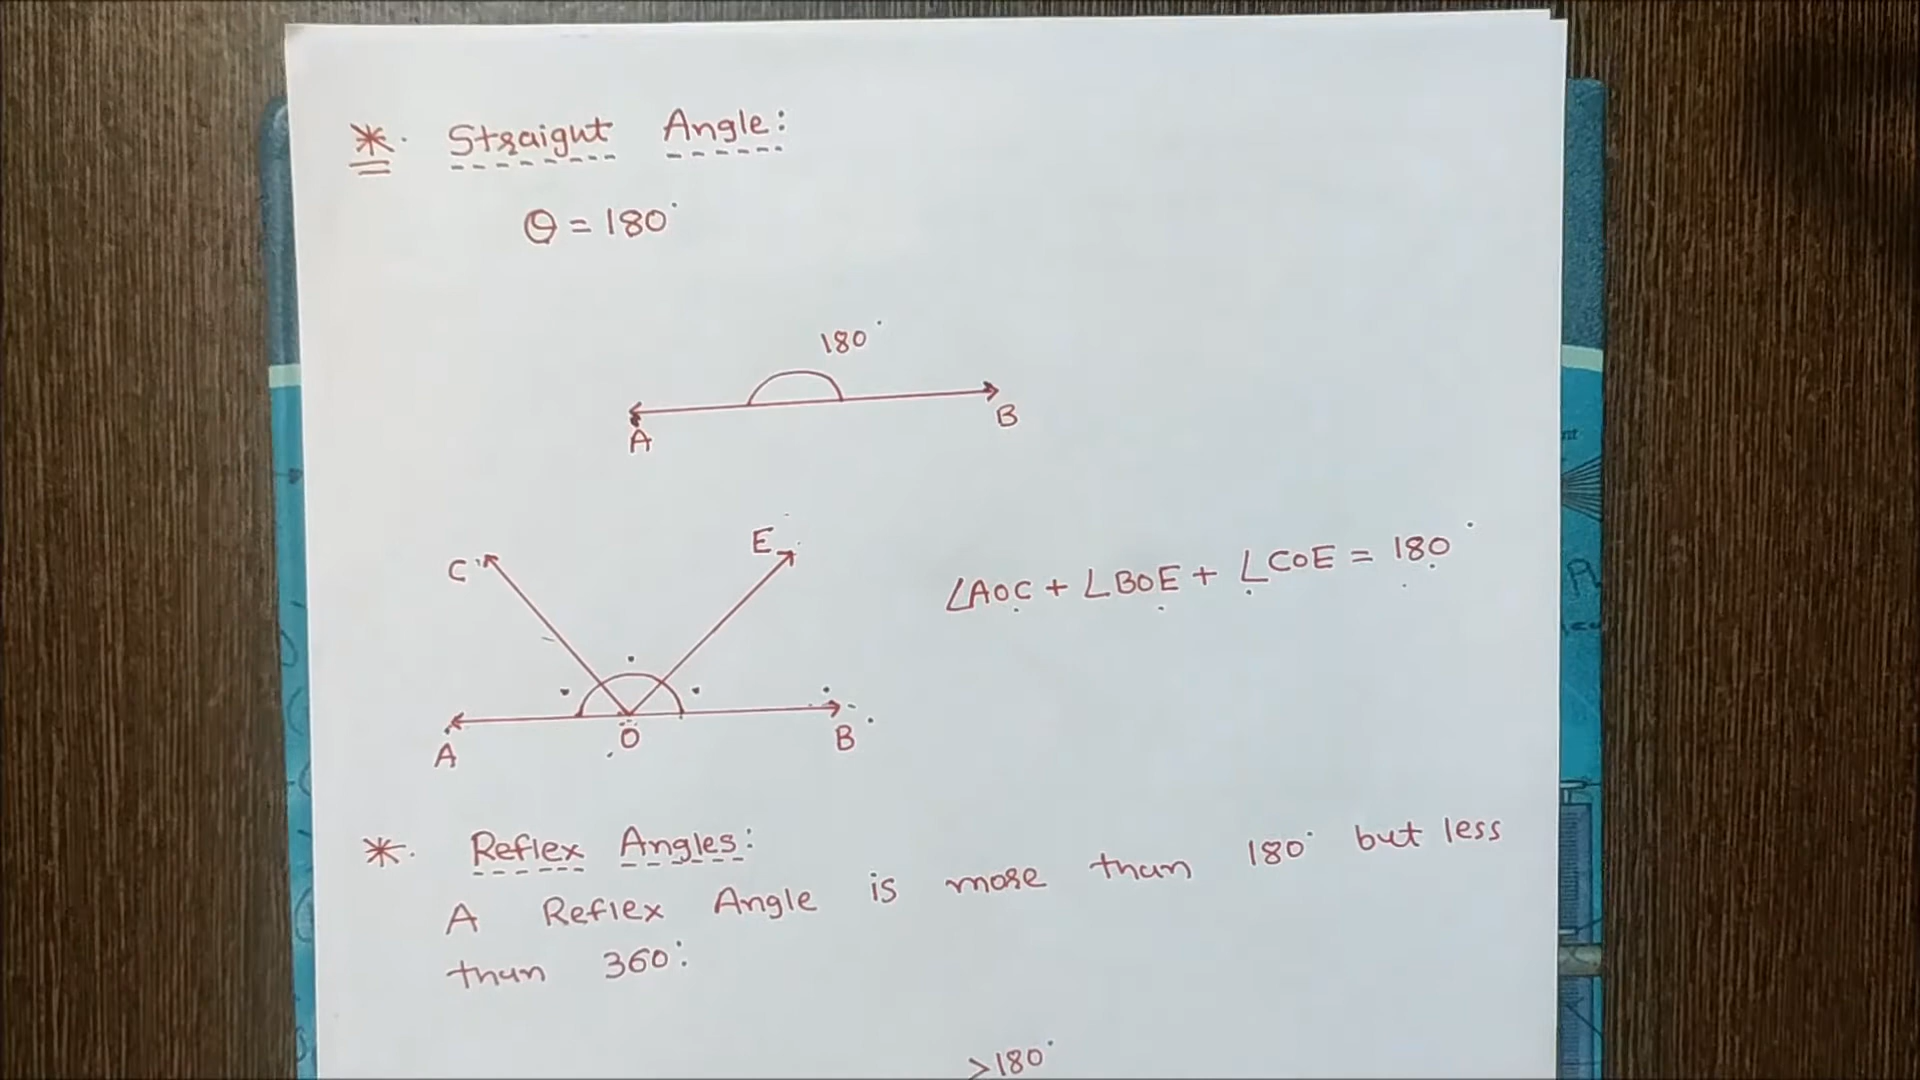 * Straight Angle:
θ = 180°
180°
A B
C E
∠AOC + ∠BOE + ∠COE = 180°
A O B
* Reflex Angles:
A Reflex Angle is more than 180° but less
than 360°.
>180°